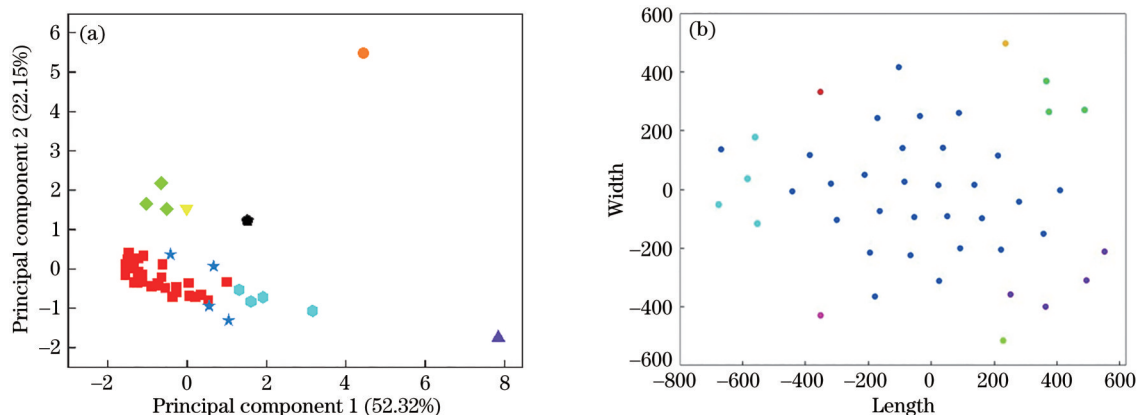 (a)
6
5
4
3
2
1
0
−1
−2
Principal component 2 (22.15%)
−2 0 2 4 6 8
Principal component 1 (52.32%)
(b)
600
400
200
0
−200
−400
−600
Width
−800 −600 −400 −200 0 200 400 600
Length